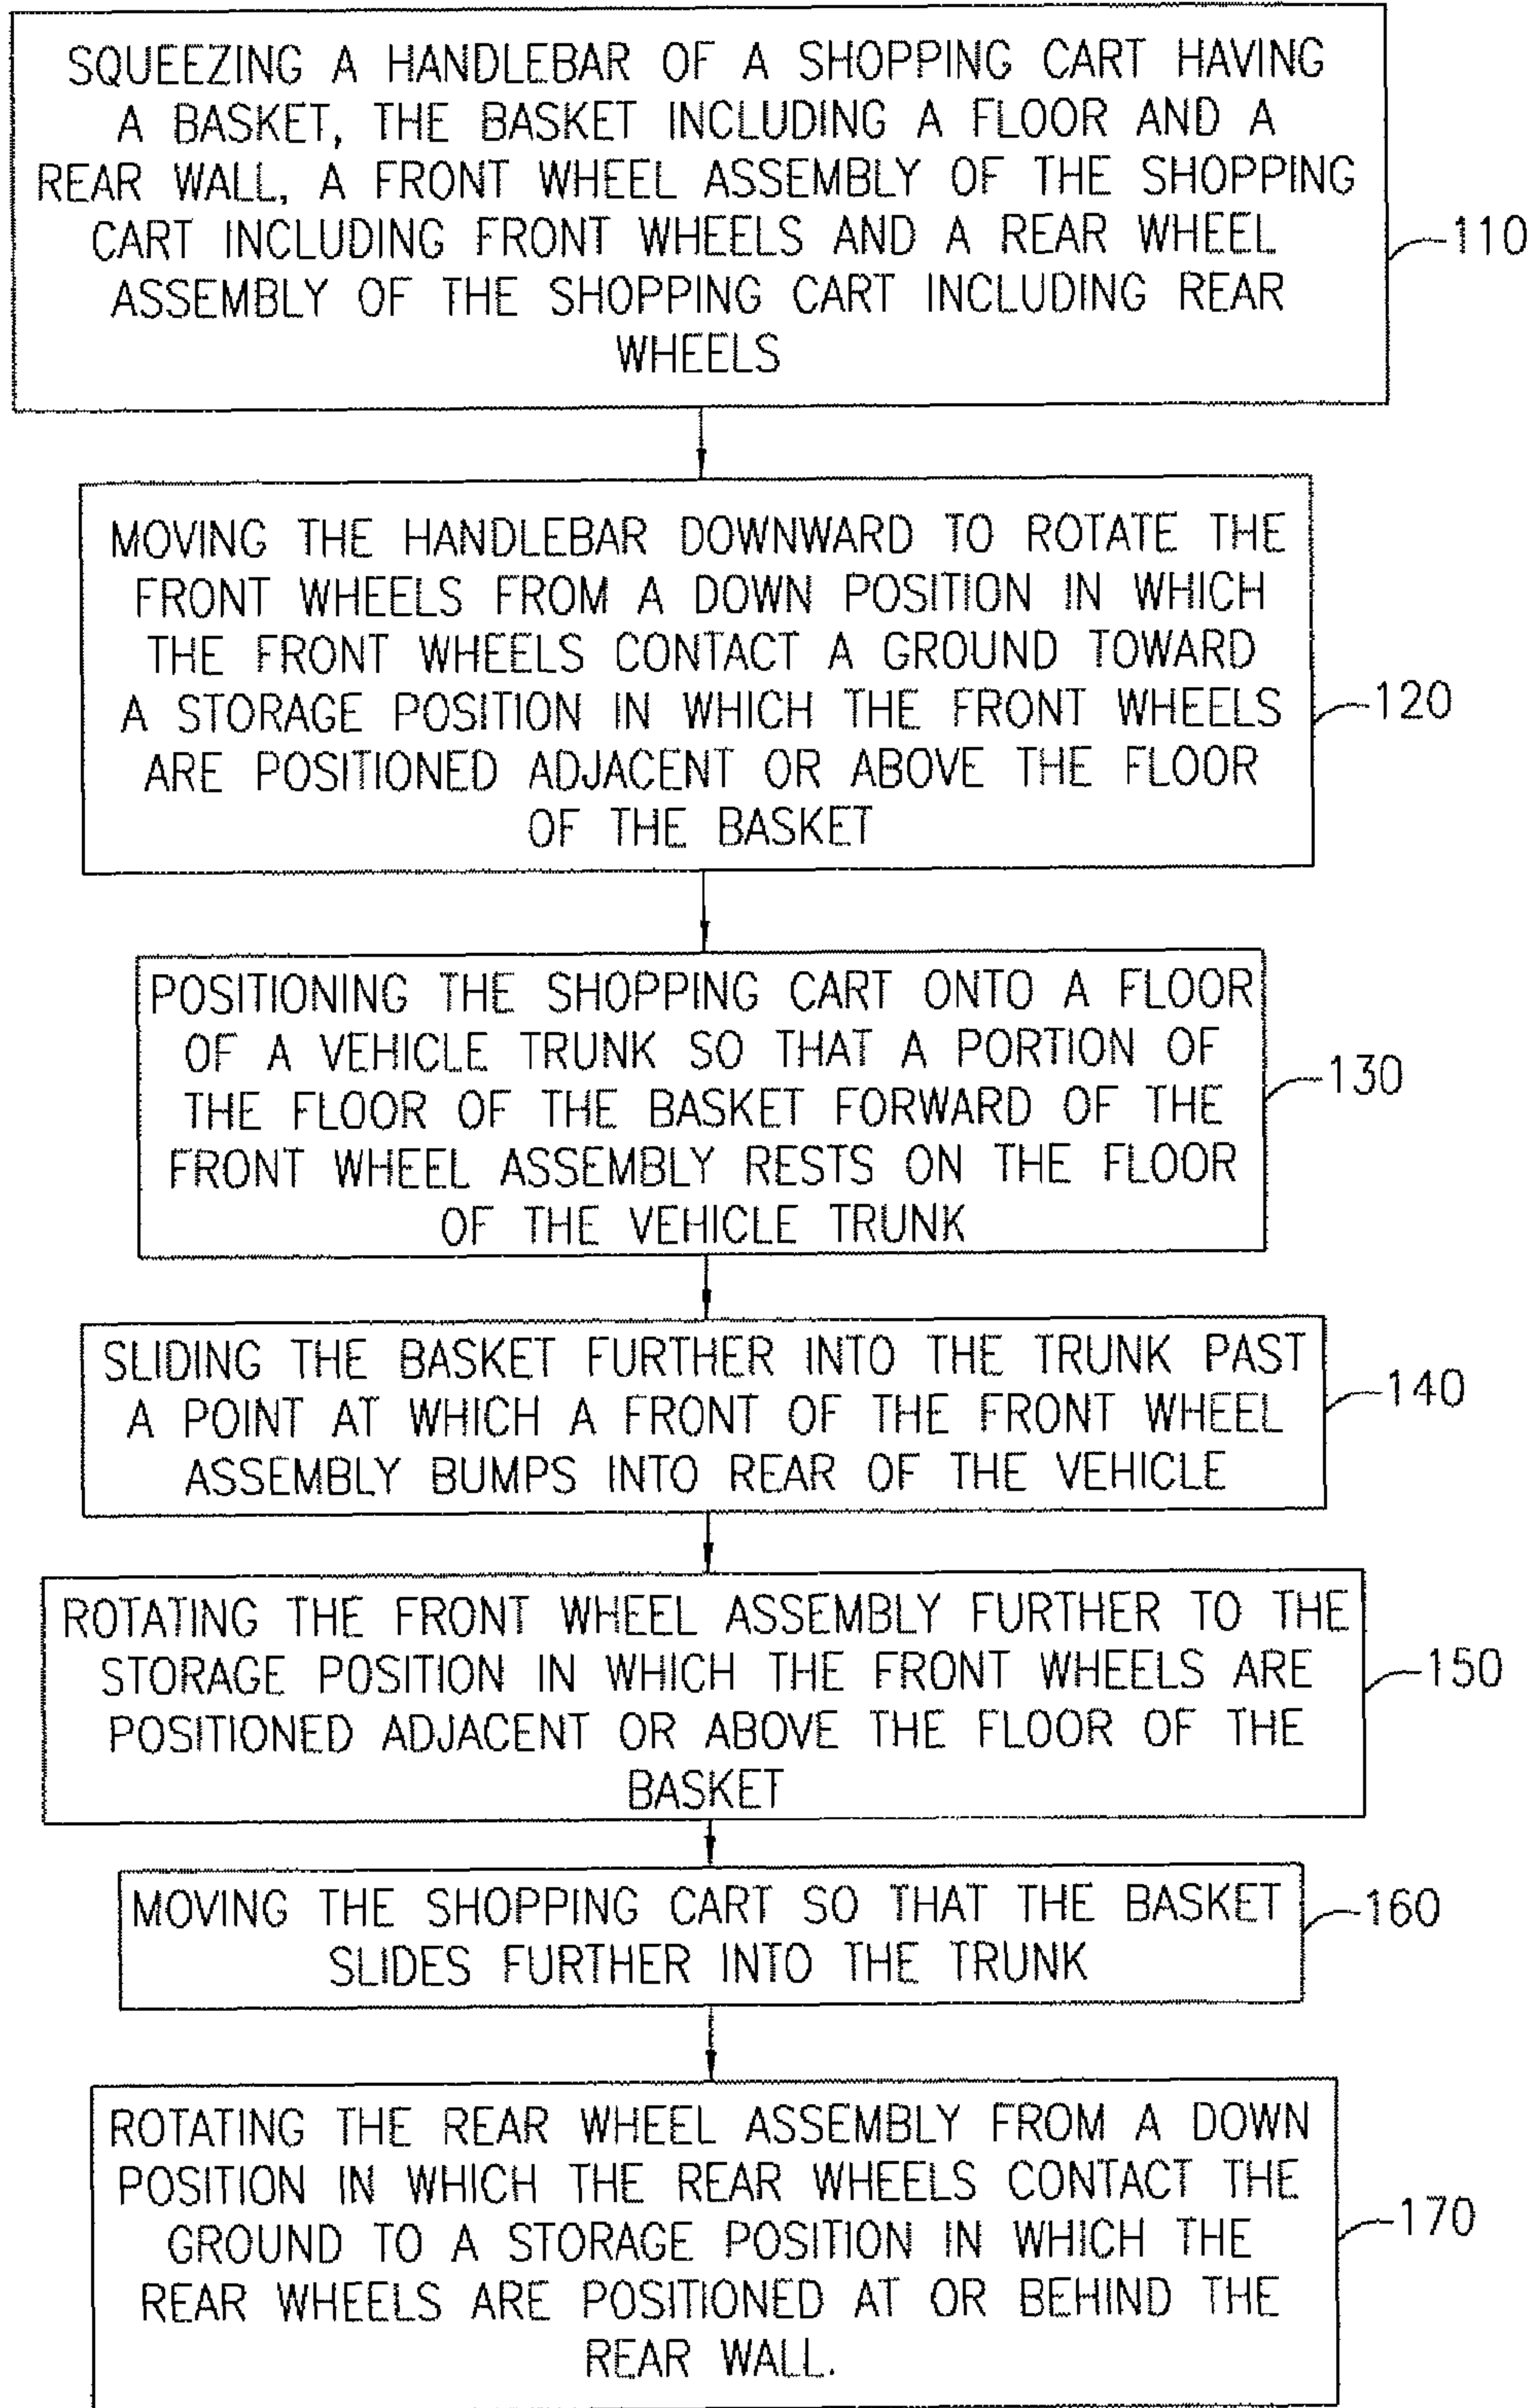 SQUEEZING A HANDLEBAR OF A SHOPPING CART HAVING
A BASKET, THE BASKET INCLUDING A FLOOR AND A
REAR WALL, A FRONT WHEEL ASSEMBLY OF THE SHOPPING
CART INCLUDING FRONT WHEELS AND A REAR WHEEL
ASSEMBLY OF THE SHOPPING CART INCLUDING REAR
WHEELS
110
MOVING THE HANDLEBAR DOWNWARD TO ROTATE THE
FRONT WHEELS FROM A DOWN POSITION IN WHICH
THE FRONT WHEELS CONTACT A GROUND TOWARD
A STORAGE POSITION IN WHICH THE FRONT WHEELS
ARE POSITIONED ADJACENT OR ABOVE THE FLOOR
OF THE BASKET
120
POSITIONING THE SHOPPING CART ONTO A FLOOR
OF A VEHICLE TRUNK SO THAT A PORTION OF
THE FLOOR OF THE BASKET FORWARD OF THE
FRONT WHEEL ASSEMBLY RESTS ON THE FLOOR
OF THE VEHICLE TRUNK
130
SLIDING THE BASKET FURTHER INTO THE TRUNK PAST
A POINT AT WHICH A FRONT OF THE FRONT WHEEL
ASSEMBLY BUMPS INTO REAR OF THE VEHICLE
140
ROTATING THE FRONT WHEEL ASSEMBLY FURTHER TO THE
STORAGE POSITION IN WHICH THE FRONT WHEELS ARE
POSITIONED ADJACENT OR ABOVE THE FLOOR OF THE
BASKET
150
MOVING THE SHOPPING CART SO THAT THE BASKET
SLIDES FURTHER INTO THE TRUNK
160
ROTATING THE REAR WHEEL ASSEMBLY FROM A DOWN
POSITION IN WHICH THE REAR WHEELS CONTACT THE
GROUND TO A STORAGE POSITION IN WHICH THE
REAR WHEELS ARE POSITIONED AT OR BEHIND THE
REAR WALL.
170